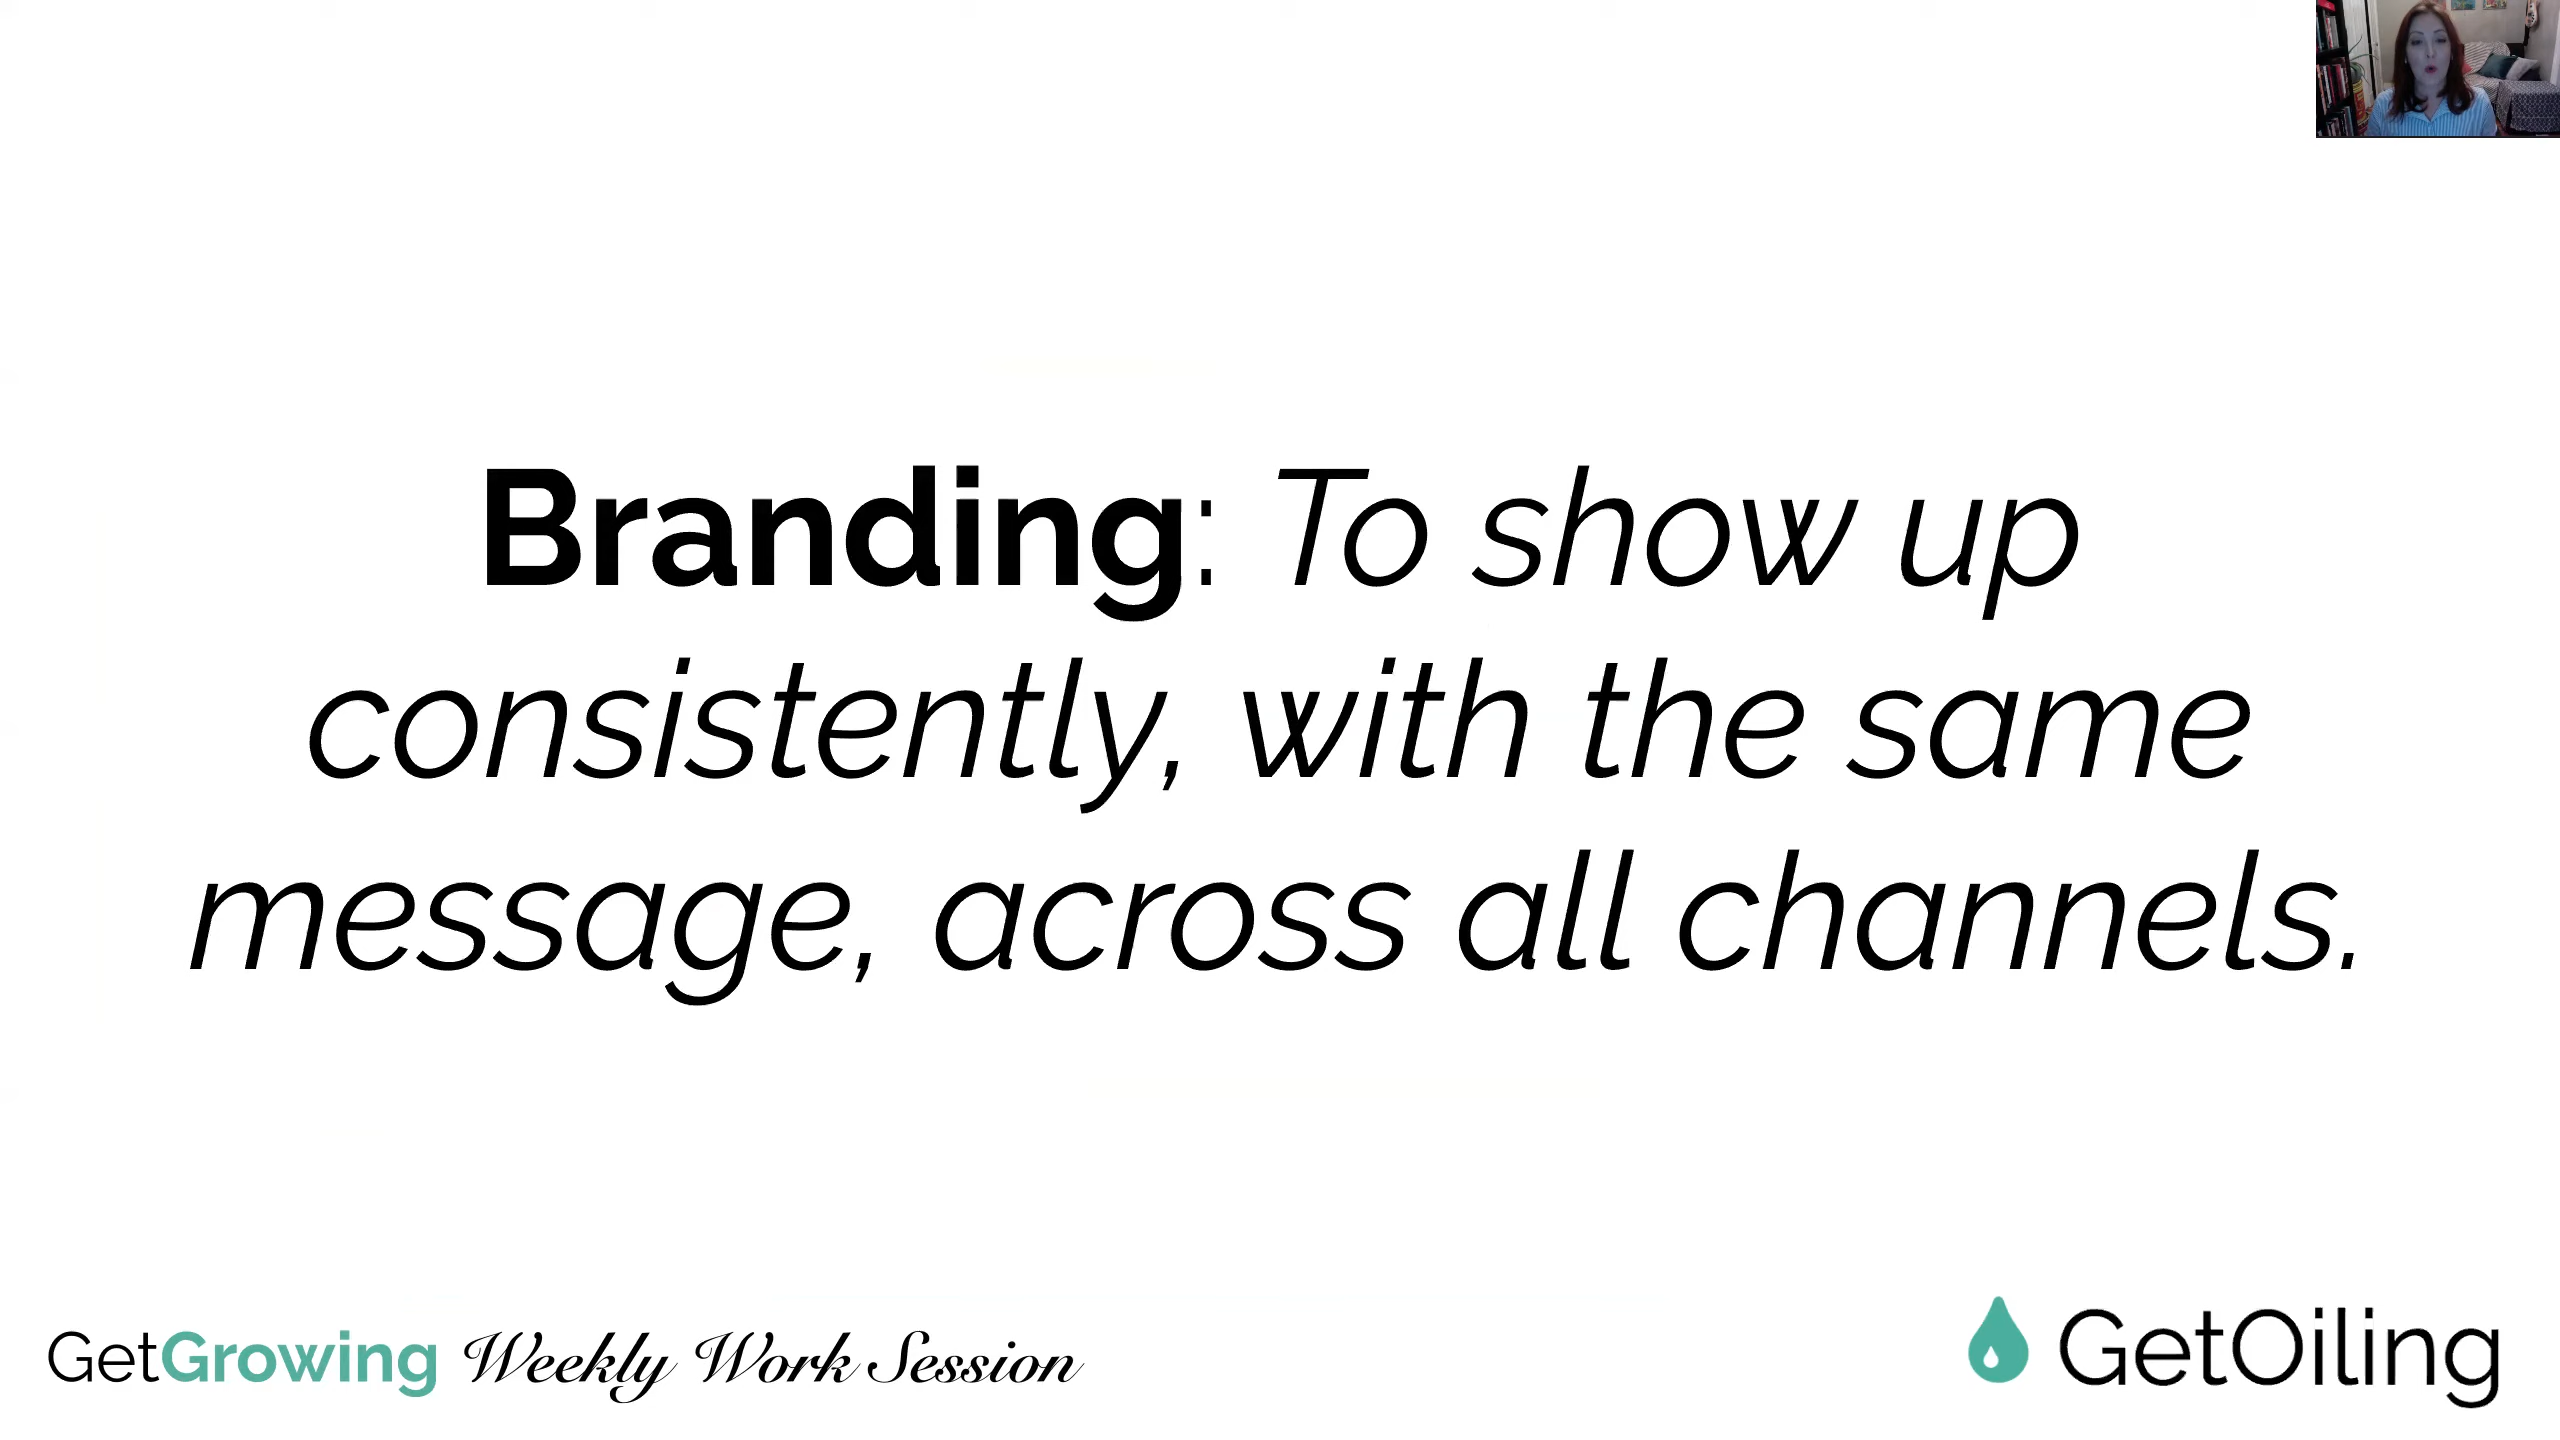 Branding: To show up
consistently, with the same
message, across all channels.
GetGrowing Weekly Work Session
GetOiling